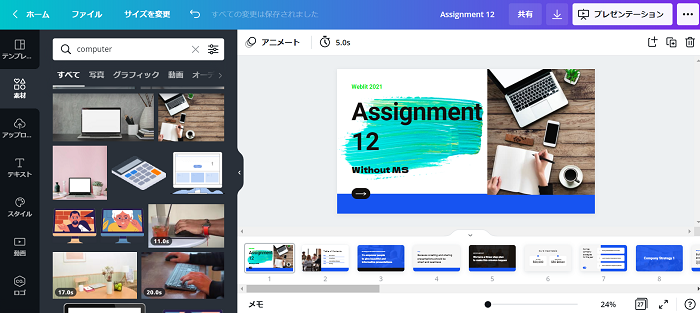 ホーム ファイル サイズを変更 すべての変更は保存されました Assignment 12 共有 プレゼンテーション
computer
アニメート 5.0s
すべて 写真 グラフィック 動画 オーデ
テンプレ...
素材
アップロ...
テキスト
スタイル
動画
ロゴ
11.0s
17.0s 20.0s
Webit 2021
Assignment
12
Without MS
Assignment
12
Company Strategy 1
1 2 3 4 5 6 7 8
メモ 24% 27